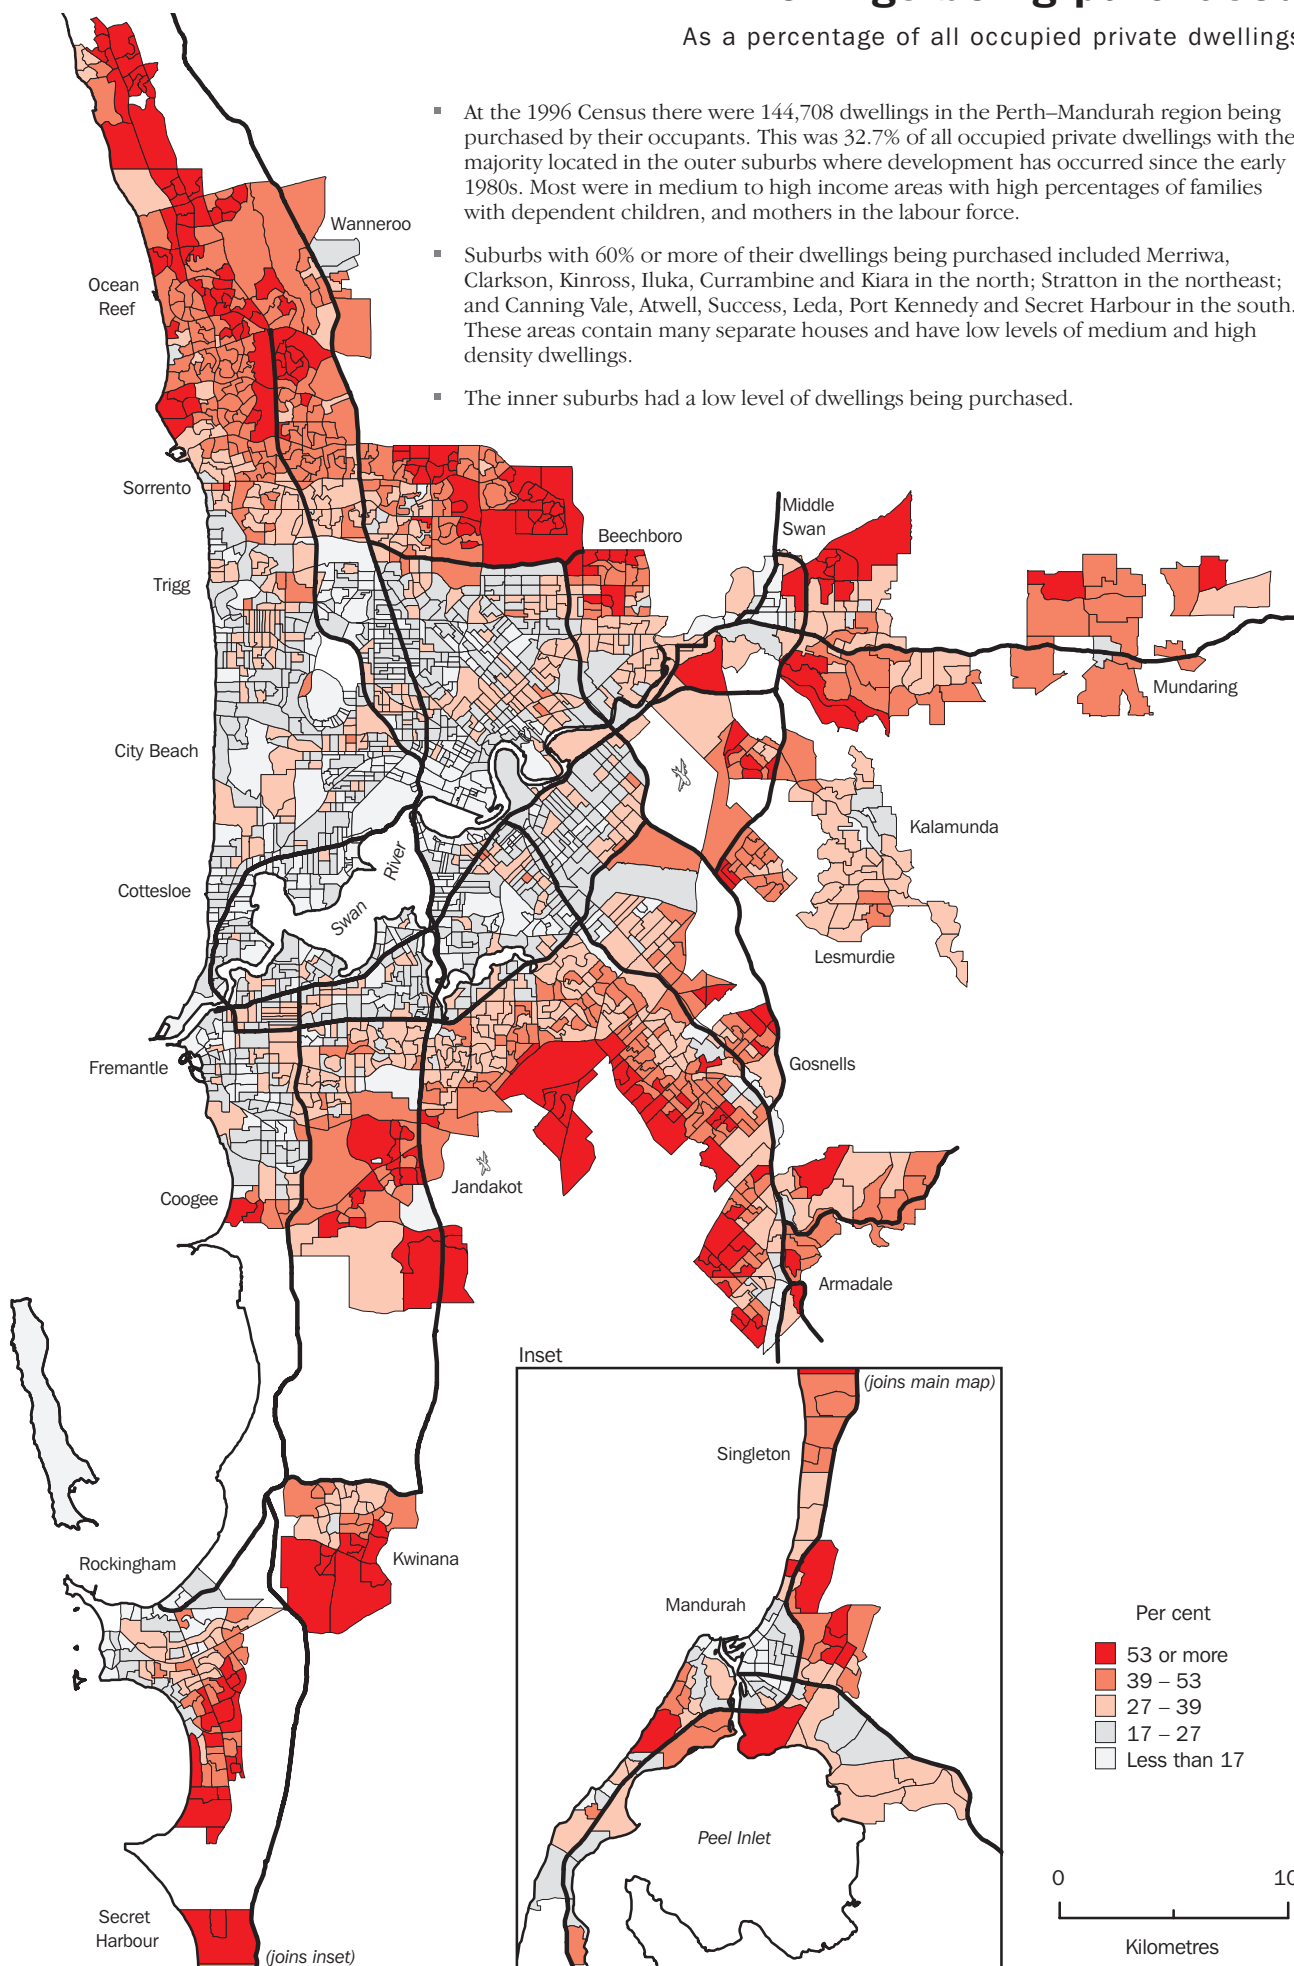 As a percentage of all occupied private dwellings
▪ At the 1996 Census there were 144,708 dwellings in the Perth–Mandurah region being
purchased by their occupants. This was 32.7% of all occupied private dwellings with the
majority located in the outer suburbs where development has occurred since the early
1980s. Most were in medium to high income areas with high percentages of families
with dependent children, and mothers in the labour force.
▪ Suburbs with 60% or more of their dwellings being purchased included Merriwa,
Clarkson, Kinross, Iluka, Currambine and Kiara in the north; Stratton in the northeast;
and Canning Vale, Atwell, Success, Leda, Port Kennedy and Secret Harbour in the south.
These areas contain many separate houses and have low levels of medium and high
density dwellings.
▪ The inner suburbs had a low level of dwellings being purchased.
Wanneroo
Ocean
Reef
Sorrento
Middle
Swan
Beechboro
Trigg
Mundaring
City Beach
Kalamunda
River
Cottesloe
Swan
Lesmurdie
Fremantle
Gosnells
Jandakot
Coogee
Armadale
Inset
(joins main map)
Singleton
Rockingham
Kwinana
Mandurah
Per cent
53 or more
39 – 53
27 – 39
17 – 27
Less than 17
Peel Inlet
0
10
Secret
Harbour
Kilometres
(joins inset)